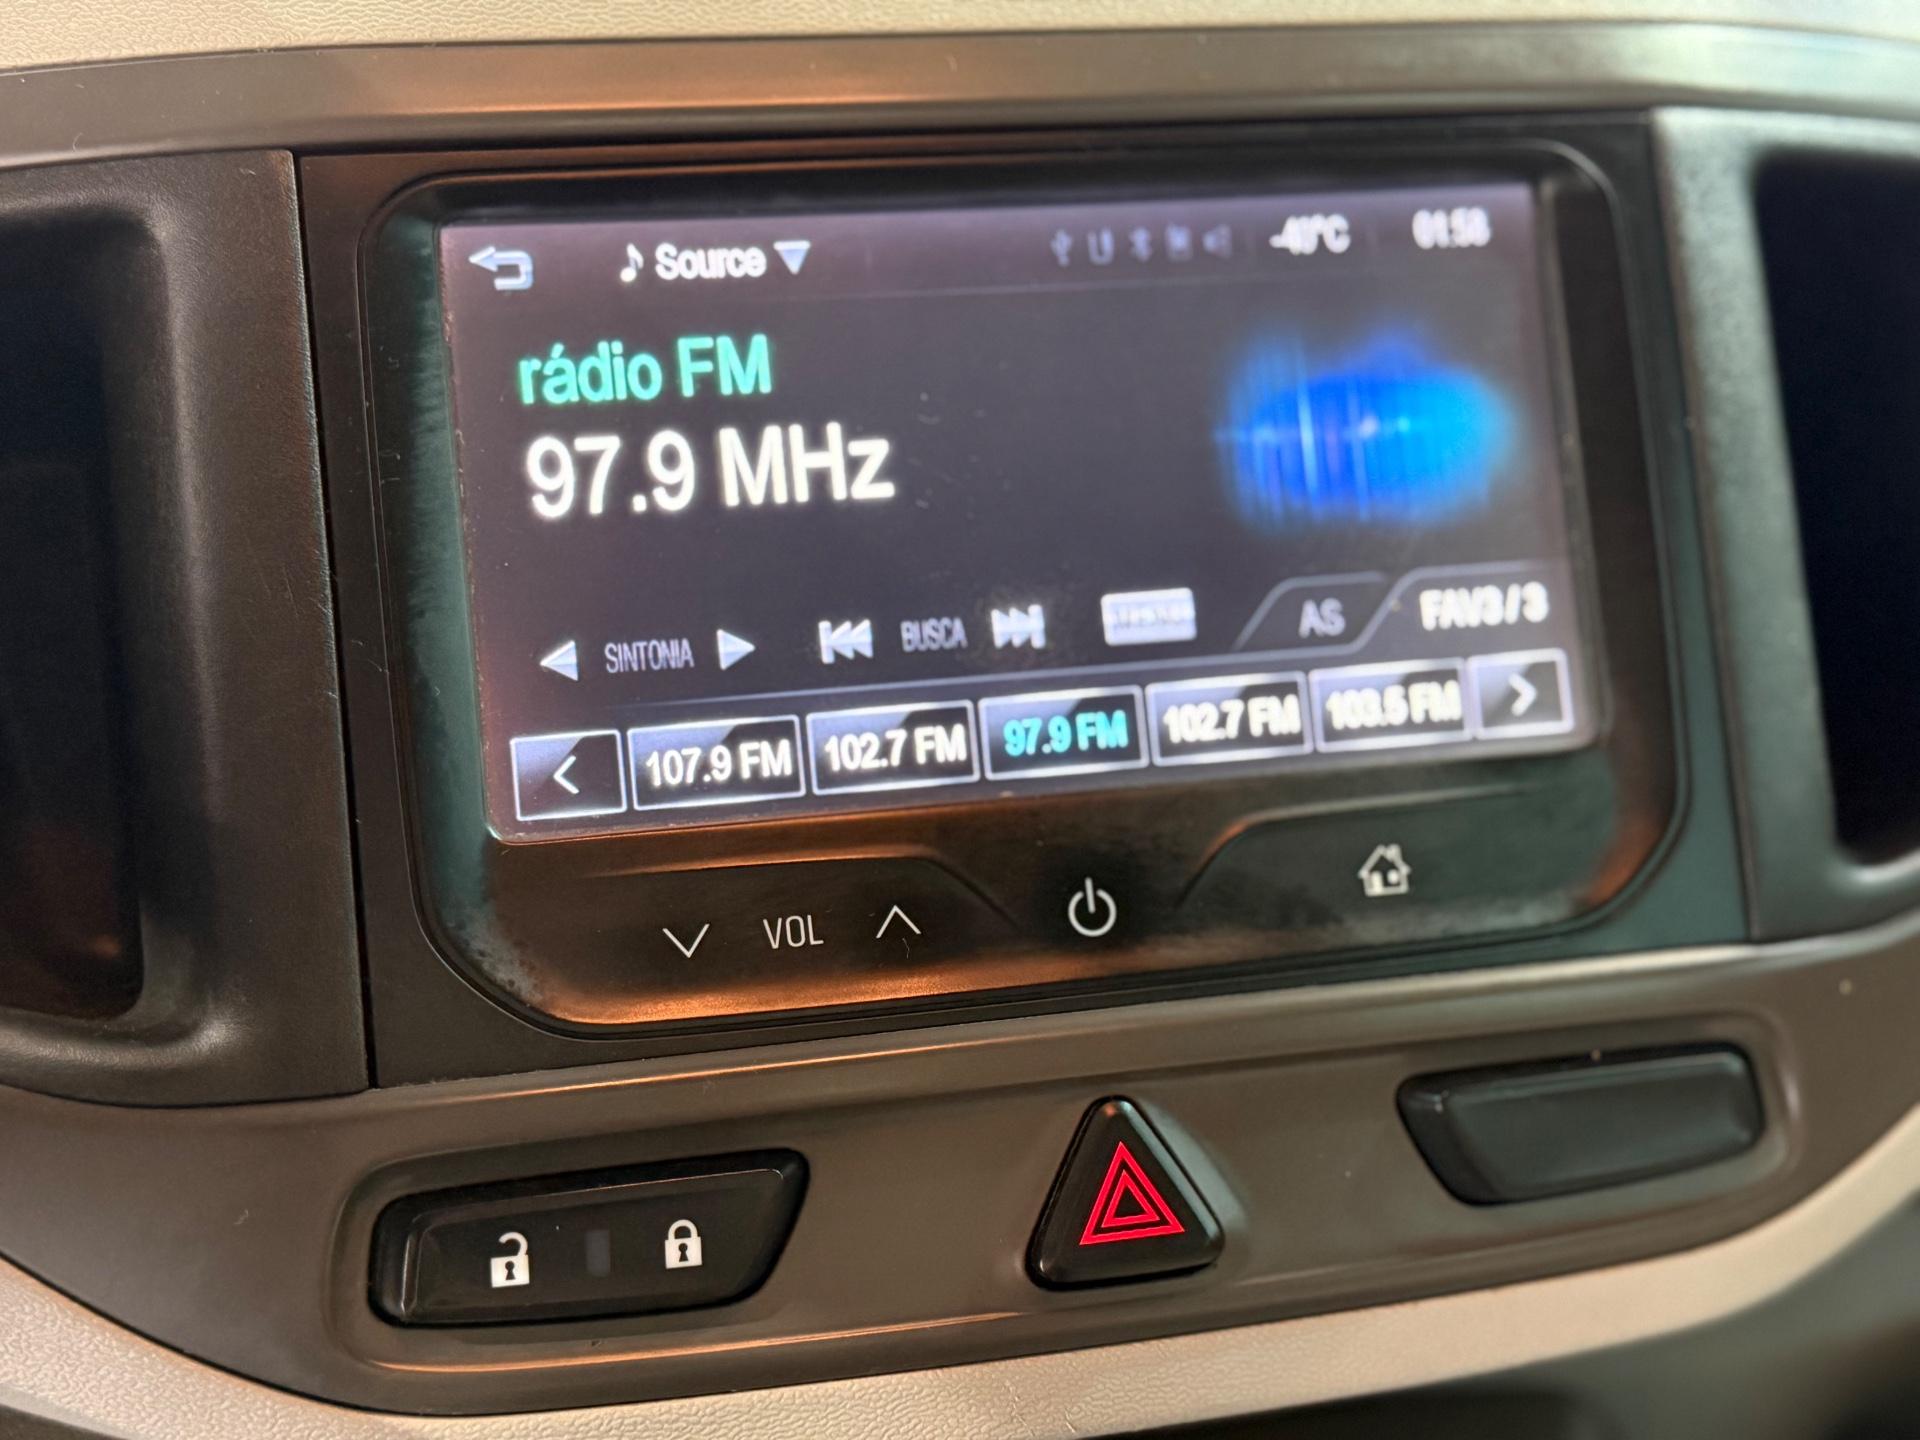 Source -40°C 01:58
rádio FM
97.9 MHz
SINTONIA BUSCA AS FAV3/3
107.9 FM 102.7 FM 97.9 FM 102.7 FM 103.5 FM
VOL